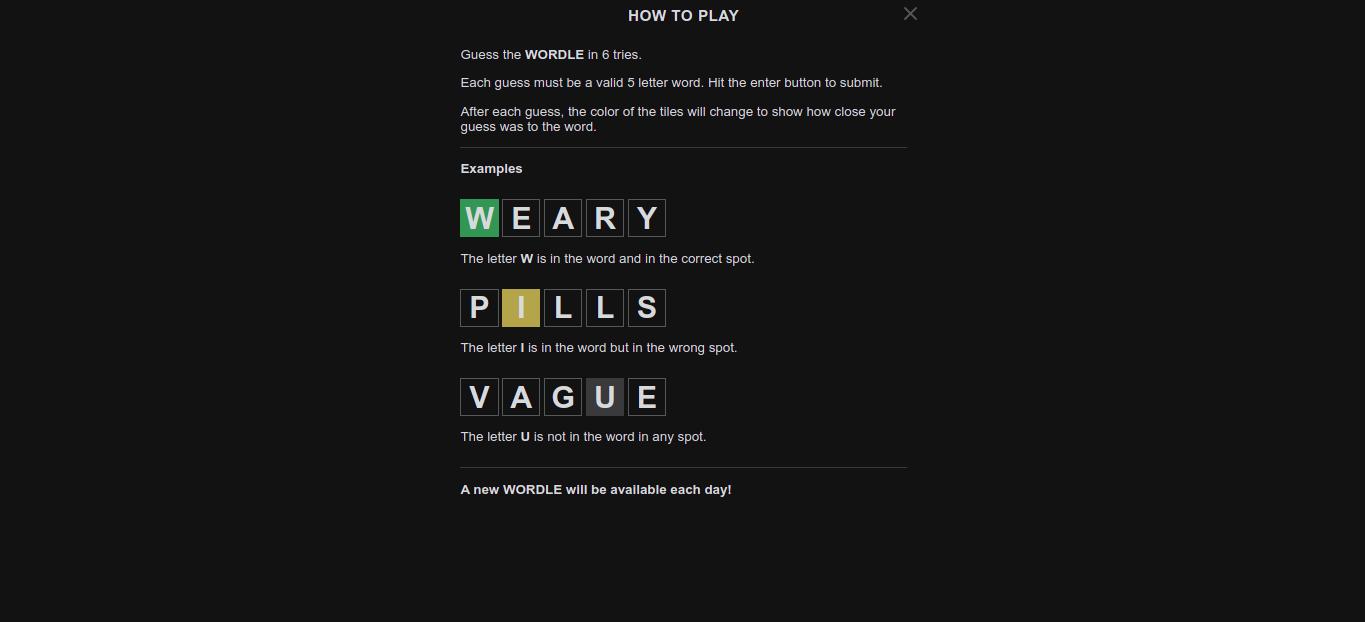 HOW TO PLAY
Guess the WORDLE in 6 tries.
Each guess must be a valid 5 letter word. Hit the enter button to submit.
After each guess, the color of the tiles will change to show how close your
guess was to the word.
Examples
WEARY
The letter W is in the word and in the correct spot.
PILLS
The letter I is in the word but in the wrong spot.
VAGUE
The letter U is not in the word in any spot.
A new WORDLE will be available each day!